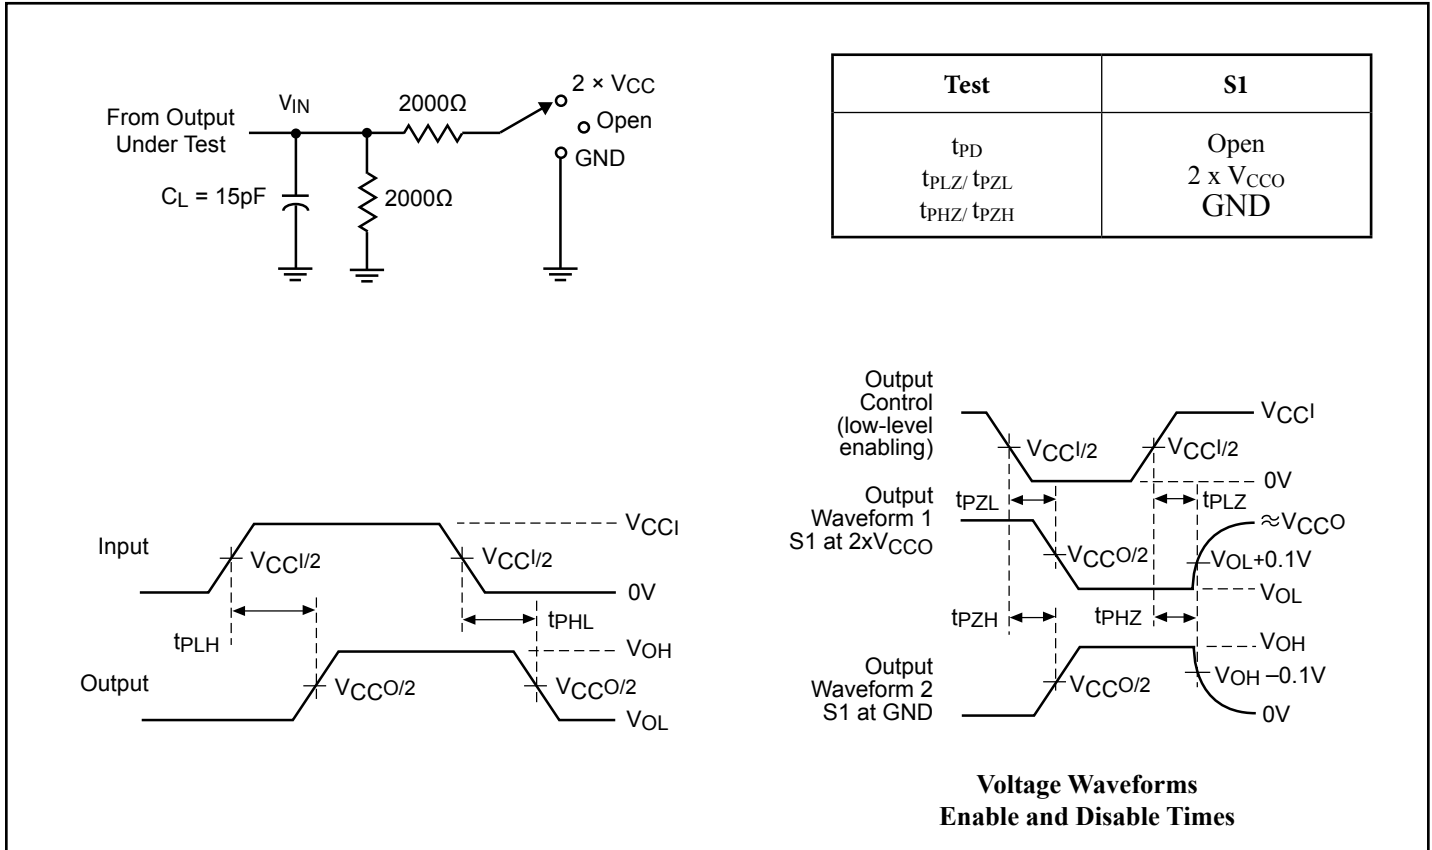 From Output
Under Test
VIN
2000Ω
2 × VCC
Open
GND
CL = 15pF
2000Ω
Test S1
tPD Open
tPLZ/ tPZL 2 x VCCO
tPHZ/ tPZH GND
Input
VCCI/2
VCCI/2
VCCI
0V
tPLH
tPHL
Output
VCCO/2
VCCO/2
VOH
VOL
Output
Control
(low-level
enabling)
VCCI/2
VCCI/2
VCCI
0V
Output
Waveform 1
S1 at 2xVCCO
tPZL
tPLZ
VCCO/2
≈VCCO
VOL+0.1V
VOL
tPZH
tPHZ
Output
Waveform 2
S1 at GND
VCCO/2
VOH
VOH –0.1V
0V
Voltage Waveforms
Enable and Disable Times